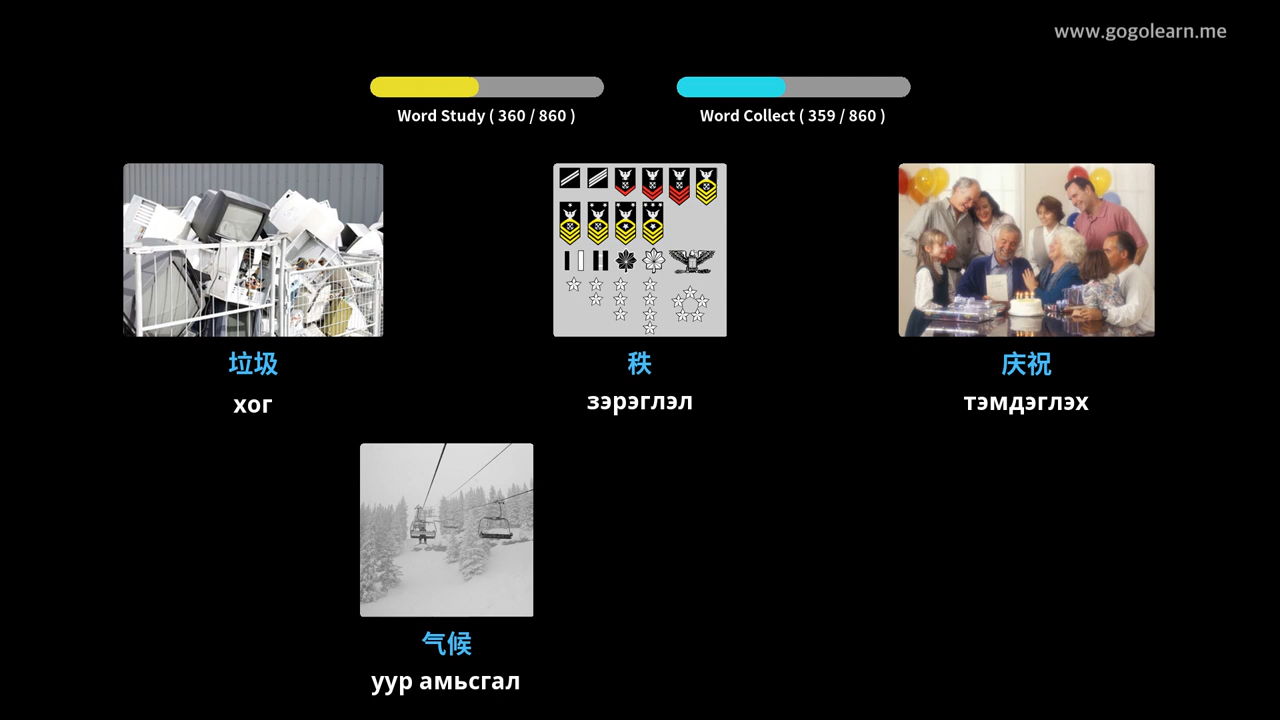 www.gogolearn.me
Word Study ( 360 / 860 )
Word Collect ( 359 / 860 )
垃圾
秩
庆祝
хог
зэрэглэл
тэмдэглэх
气候
уур амьсгал